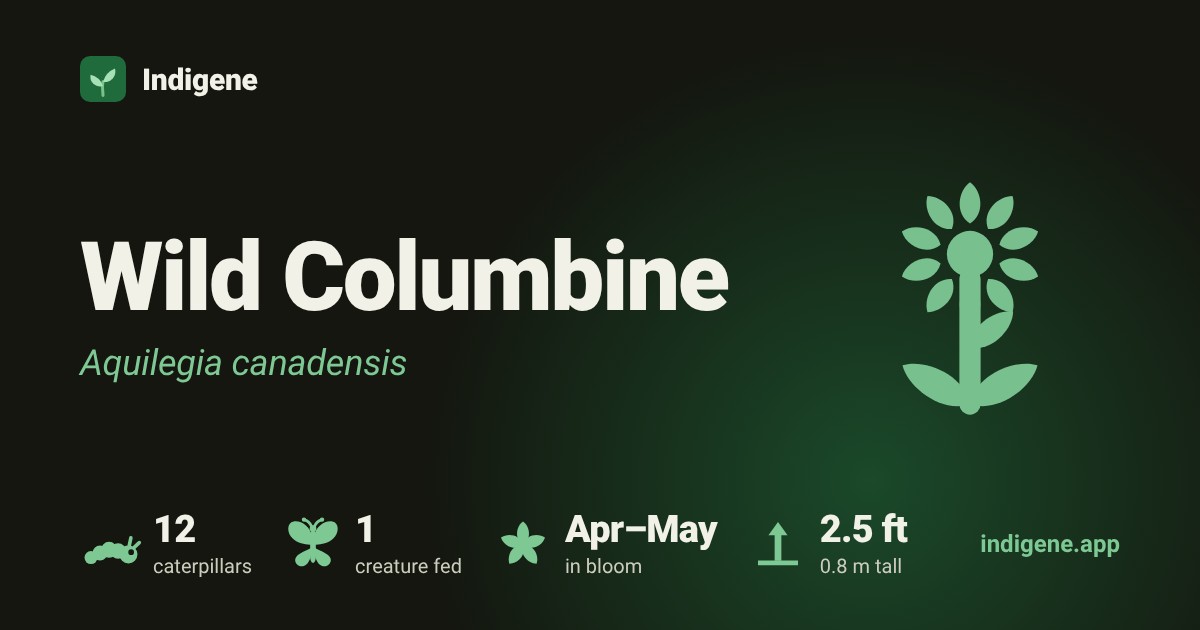 Indigene
Wild Columbine
Aquilegia canadensis
12
caterpillars
1
creature fed
Apr–May
in bloom
2.5 ft
0.8 m tall
indigene.app